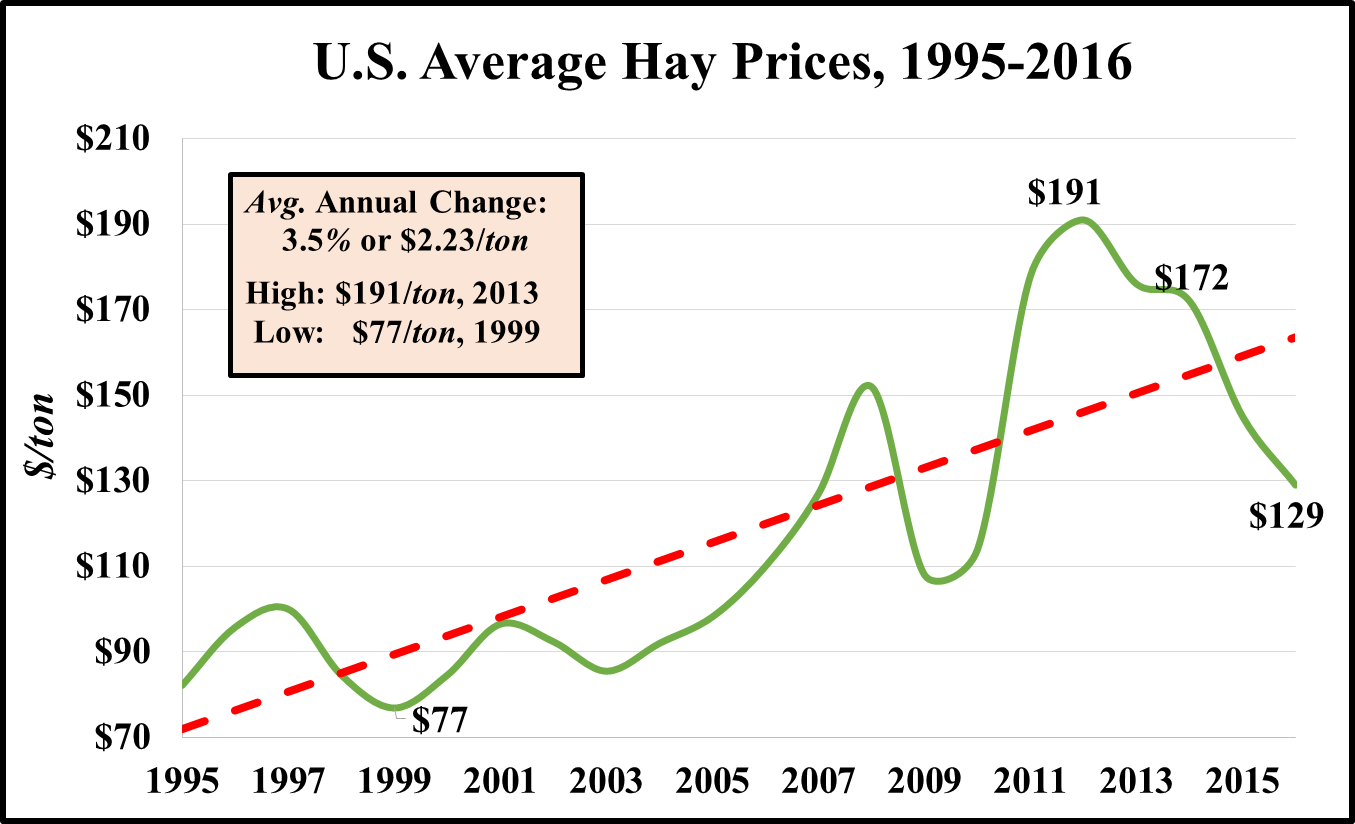 U.S. Average Hay Prices, 1995-2016
$210
$190
$170
$150
$130
$110
$90
$70
$/ton
Avg. Annual Change:
3.5% or $2.23/ton
High: $191/ton, 2013
Low: $77/ton, 1999
$191
$172
$129
$77
1995 1997 1999 2001 2003 2005 2007 2009 2011 2013 2015